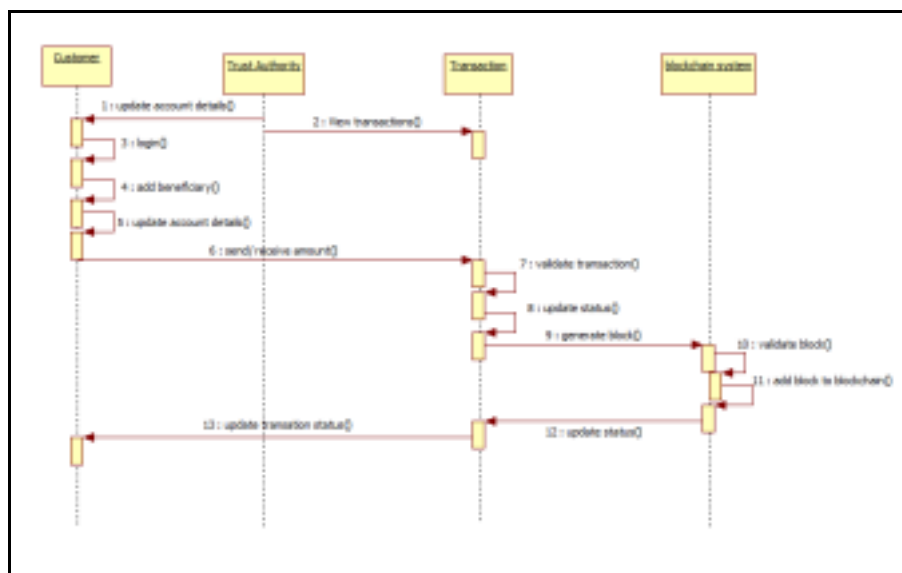 Customer
Trust Authority
Transaction
blockchain system
1 : update account details()
2 : New transactions()
3 : login()
4 : add beneficiary()
5 : update account details()
6 : send/receive amount()
7 : validate transaction()
8 : update status()
9 : generate block()
10 : validate block()
11 : add block to blockchain()
12 : update status()
13 : update transation status()